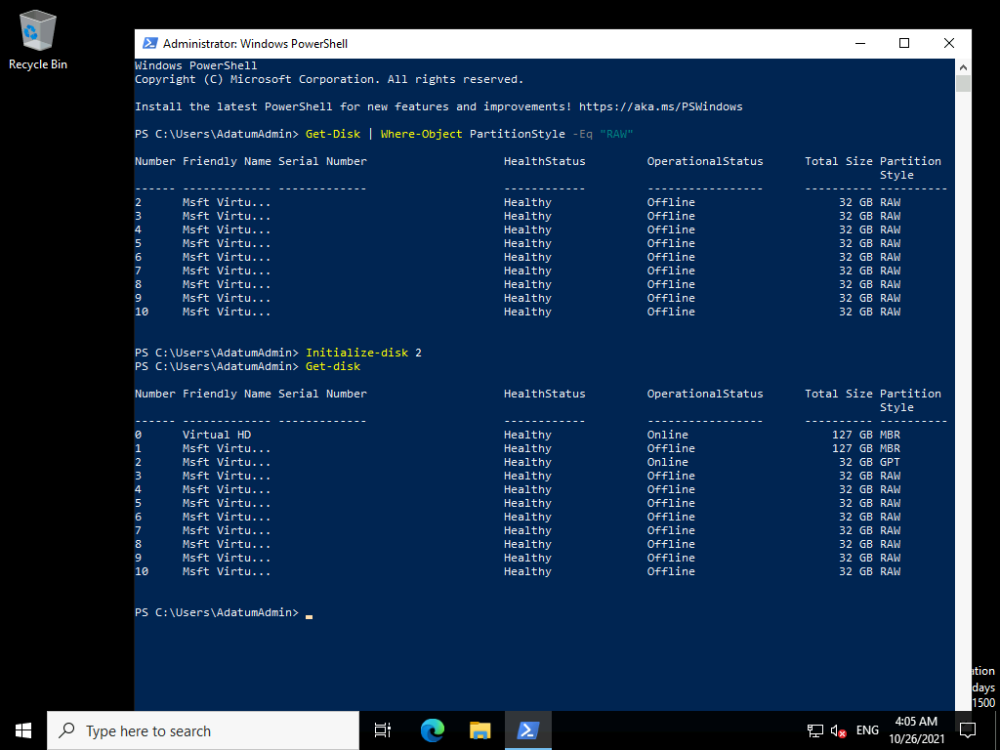 Recycle Bin
Administrator: Windows PowerShell
Windows PowerShell
Copyright (C) Microsoft Corporation. All rights reserved.
Install the latest PowerShell for new features and improvements! https://aka.ms/PSWindows
PS C:\Users\AdatumAdmin> Get-Disk | Where-Object PartitionStyle -Eq "RAW"
Number Friendly Name Serial Number HealthStatus OperationalStatus Total Size Partition
Style
------ ------------- ------------- ------------ ----------------- ---------- ----------
2 Msft Virtu... Healthy Offline 32 GB RAW
3 Msft Virtu... Healthy Offline 32 GB RAW
4 Msft Virtu... Healthy Offline 32 GB RAW
5 Msft Virtu... Healthy Offline 32 GB RAW
6 Msft Virtu... Healthy Offline 32 GB RAW
7 Msft Virtu... Healthy Offline 32 GB RAW
8 Msft Virtu... Healthy Offline 32 GB RAW
9 Msft Virtu... Healthy Offline 32 GB RAW
10 Msft Virtu... Healthy Offline 32 GB RAW
PS C:\Users\AdatumAdmin> Initialize-disk 2
PS C:\Users\AdatumAdmin> Get-disk
Number Friendly Name Serial Number HealthStatus OperationalStatus Total Size Partition
Style
------ ------------- ------------- ------------ ----------------- ---------- ----------
0 Virtual HD Healthy Online 127 GB MBR
1 Msft Virtu... Healthy Offline 127 GB MBR
2 Msft Virtu... Healthy Online 32 GB GPT
3 Msft Virtu... Healthy Offline 32 GB RAW
4 Msft Virtu... Healthy Offline 32 GB RAW
5 Msft Virtu... Healthy Offline 32 GB RAW
6 Msft Virtu... Healthy Offline 32 GB RAW
7 Msft Virtu... Healthy Offline 32 GB RAW
8 Msft Virtu... Healthy Offline 32 GB RAW
9 Msft Virtu... Healthy Offline 32 GB RAW
10 Msft Virtu... Healthy Offline 32 GB RAW
PS C:\Users\AdatumAdmin>
ation
days
1500
Type here to search
ENG
4:05 AM
10/26/2021